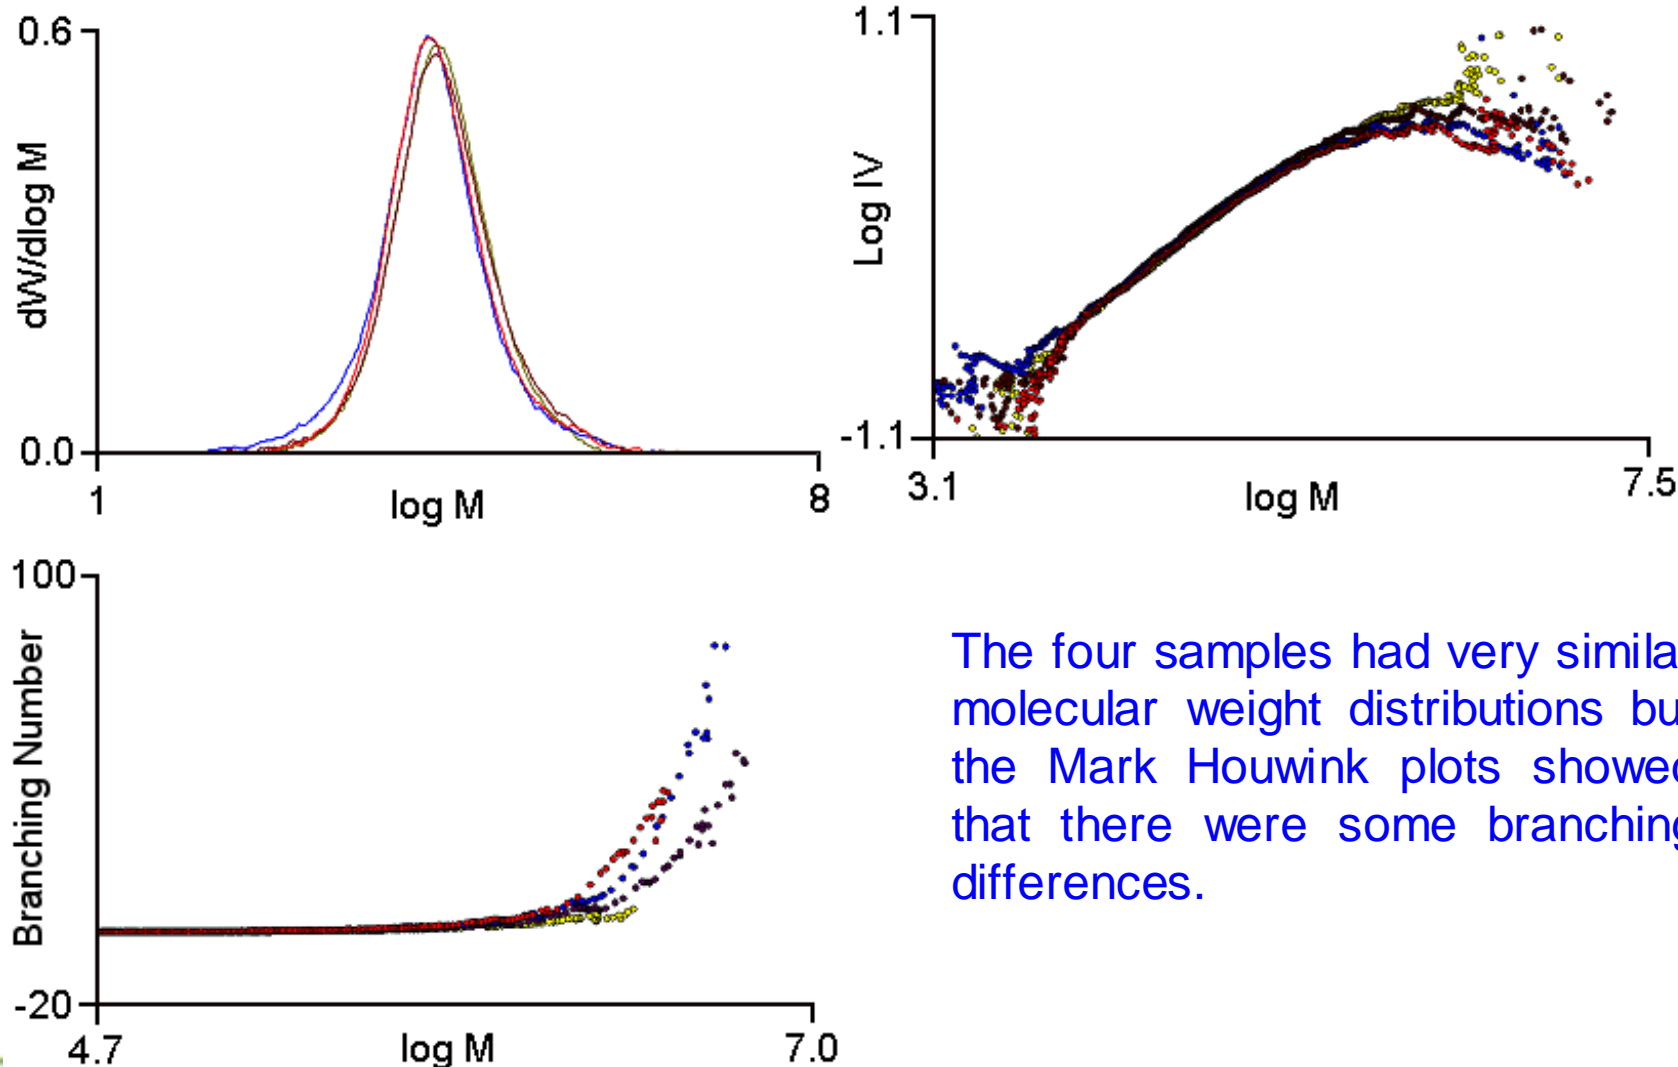 0.6
dW/dlog M
0.0
1
log M
8
1.1
Log IV
-1.1
3.1
log M
7.5
100
Branching Number
-20
4.7
log M
7.0
The four samples had very simila
molecular weight distributions bu
the Mark Houwink plots showed
that there were some branching
differences.